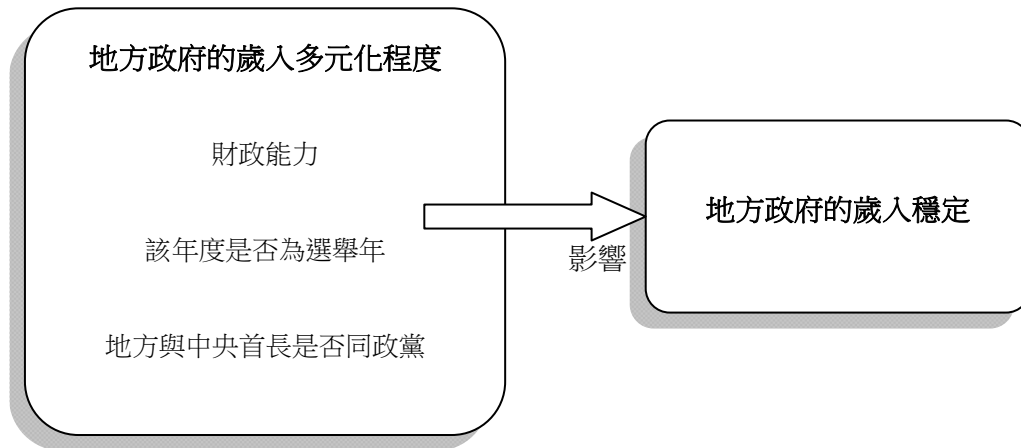 地方政府的歲入多元化程度
財政能力
該年度是否為選舉年
地方與中央首長是否同政黨
影響
地方政府的歲入穩定